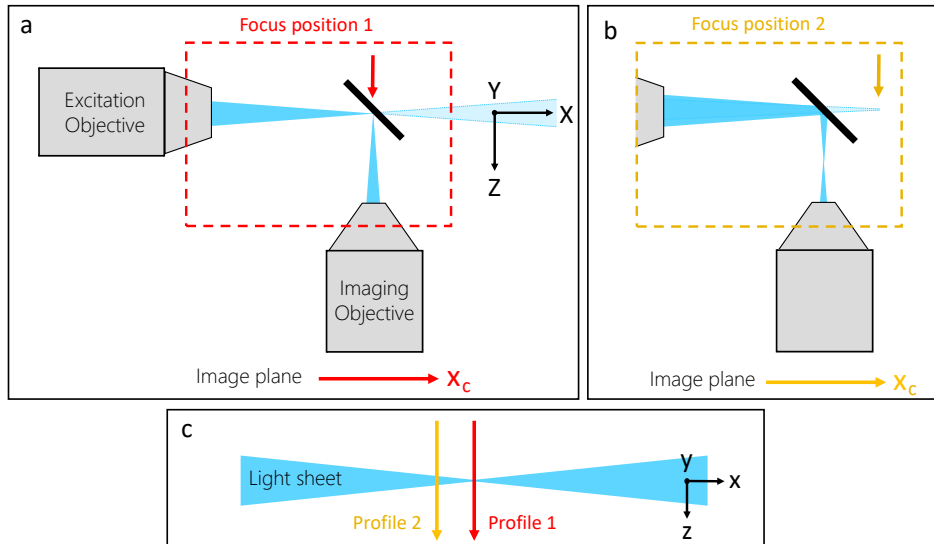 a
Focus position 1
Excitation
Objective
Y
X
Z
Imaging
Objective
Image plane
Xc
b
Focus position 2
Image plane
Xc
c
Light sheet
y
x
z
Profile 2
Profile 1